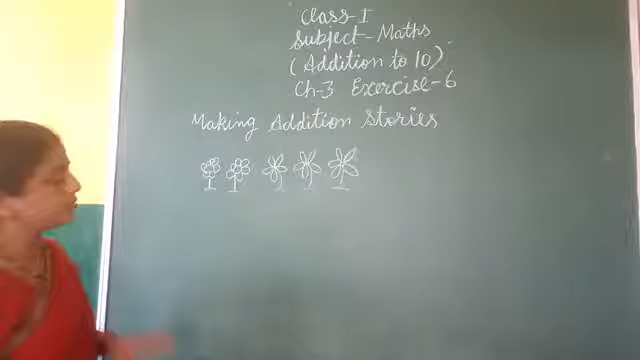 Class-I
Subject-Maths
(Addition to 10)
Ch-3 Exercise-6
Making Addition Stories